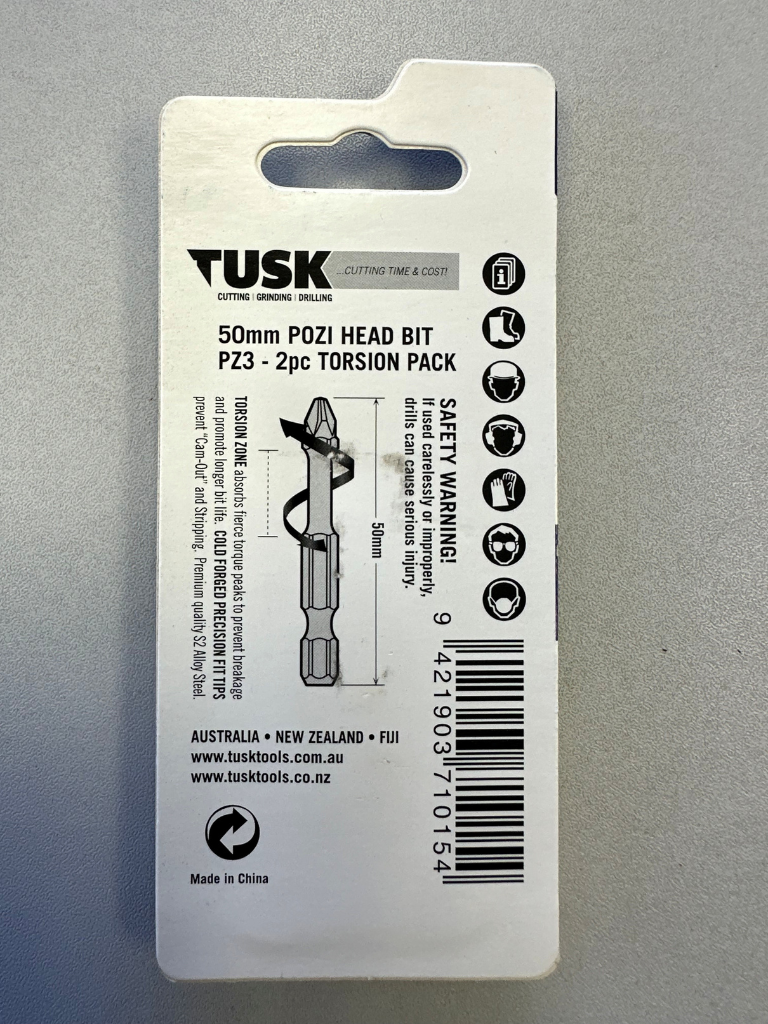 TUSK
...CUTTING TIME & COST!
CUTTING | GRINDING | DRILLING
50mm POZI HEAD BIT
PZ3 - 2pc TORSION PACK
SAFETY WARNING!
If used carelessly or improperly,
drills can cause serious injury.
50mm
TORSION ZONE absorbs fierce torque peaks to prevent breakage
and promote longer bit life. COLD FORGED PRECISION FIT TIPS
prevent "Cam-Out" and Stripping. Premium quality S2 Alloy Steel.
9 421903 710154
AUSTRALIA • NEW ZEALAND • FIJI
www.tusktools.com.au
www.tusktools.co.nz
Made in China